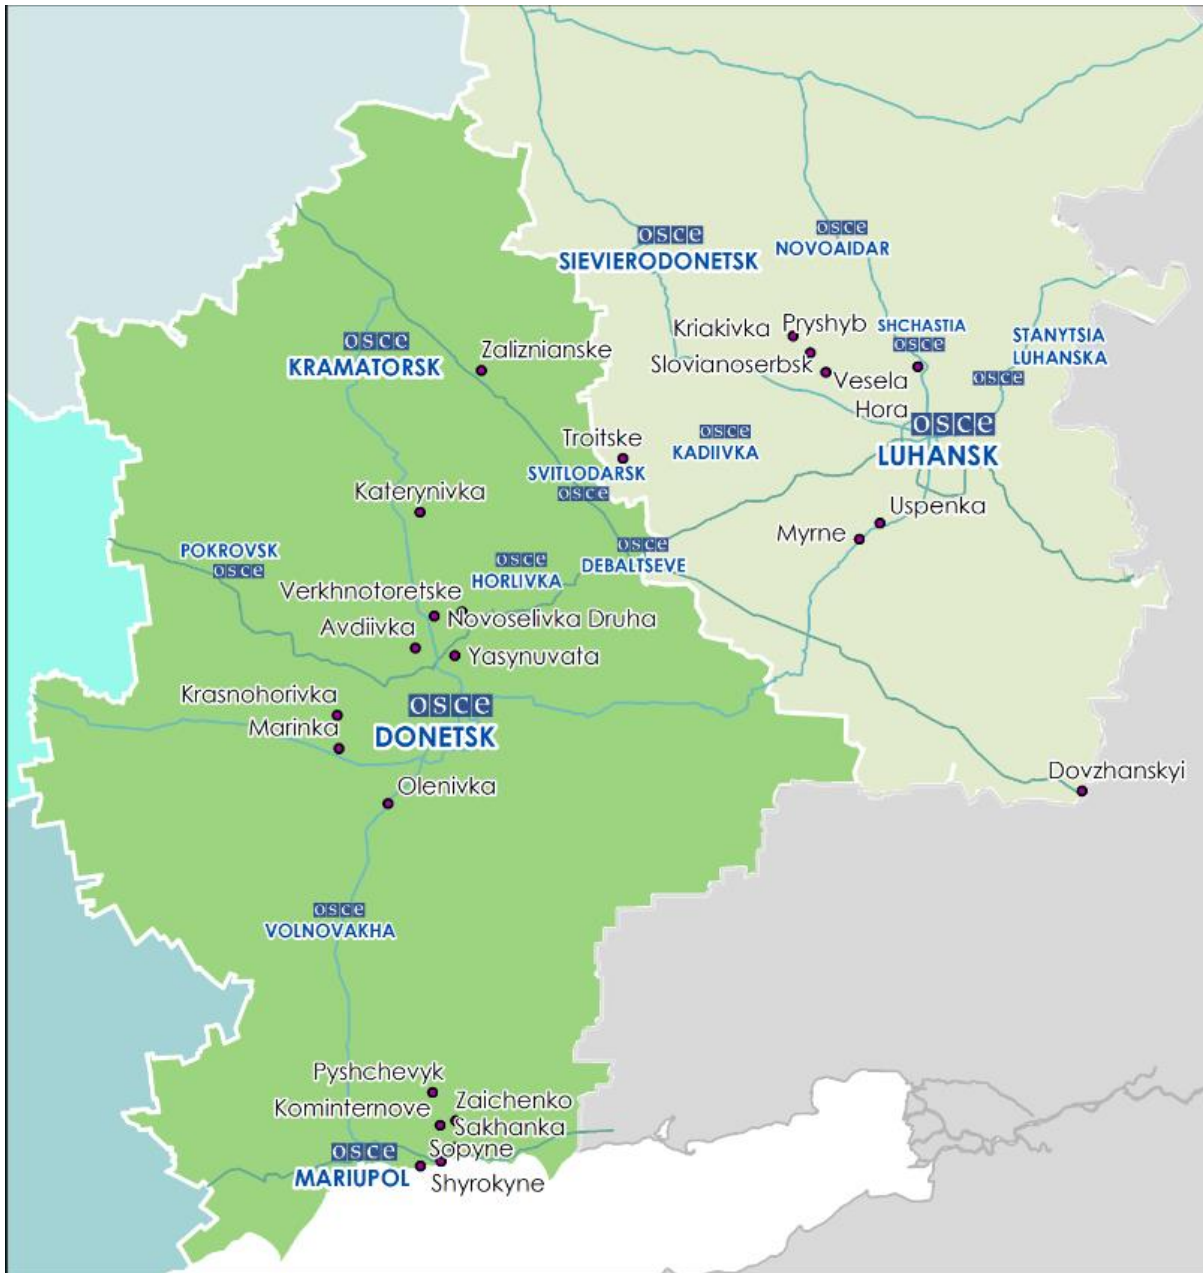 osce
SIEVIERODONETSK
osce
NOVOAIDAR
Kriakivka
Pryshyb
SHCHASTIA
osce
STANYTSIA
LUHANSKA
osce
osce
KRAMATORSK
Zaliznianske
Slovianoserbsk
Vesela
Hora
osce
LUHANSK
Troitske
osce
KADIIVKA
SVITLODARSK
osce
Katerynivka
Uspenka
Myrne
POKROVSK
osce
osce
HORLIVKA
osce
DEBALTSEVE
Verkhnotoretske
Novoselivka Druha
Avdiivka
Yasynuvata
Krasnohorivka
osce
DONETSK
Marinka
Olenivka
Dovzhanskyi
osce
VOLNOVAKHA
Pyshchevyk
Zaichenko
Kominternove
Sakhanka
osce
MARIUPOL
Sopyne
Shyrokyne